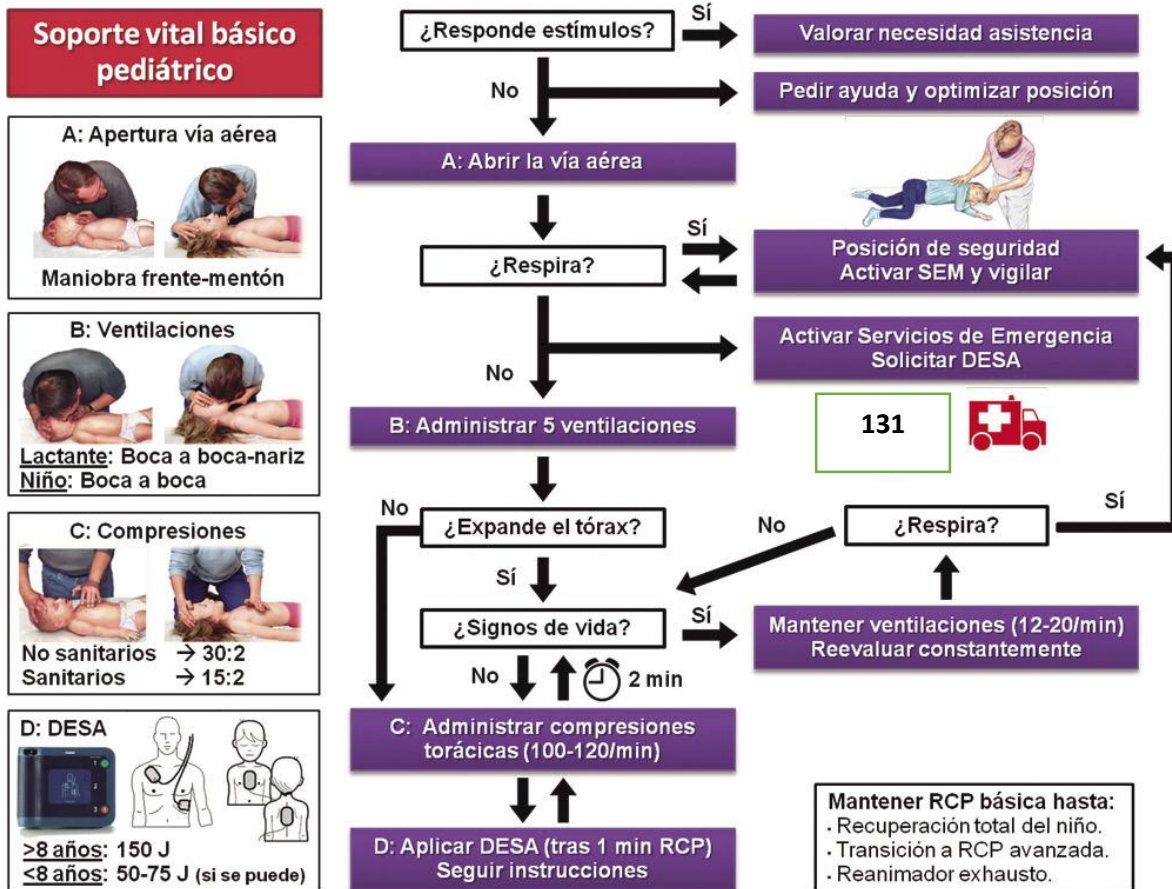 Soporte vital básico
pediátrico
A: Apertura vía aérea
Maniobra frente-mentón
B: Ventilaciones
Lactante: Boca a boca-nariz
Niño: Boca a boca
C: Compresiones
No sanitarios → 30:2
Sanitarios → 15:2
D: DESA
1
2
3
>8 años: 150 J
<8 años: 50-75 J (si se puede)
¿Responde estímulos?
Sí
Valorar necesidad asistencia
No
Pedir ayuda y optimizar posición
A: Abrir la vía aérea
¿Respira?
Sí
Posición de seguridad
Activar SEM y vigilar
No
Activar Servicios de Emergencia
Solicitar DESA
131
B: Administrar 5 ventilaciones
No
¿Expande el tórax?
No
¿Respira?
Sí
Sí
¿Signos de vida?
Sí
Mantener ventilaciones (12-20/min)
Reevaluar constantemente
No
2 min
C: Administrar compresiones
torácicas (100-120/min)
D: Aplicar DESA (tras 1 min RCP)
Seguir instrucciones
Mantener RCP básica hasta:
· Recuperación total del niño.
· Transición a RCP avanzada.
· Reanimador exhausto.